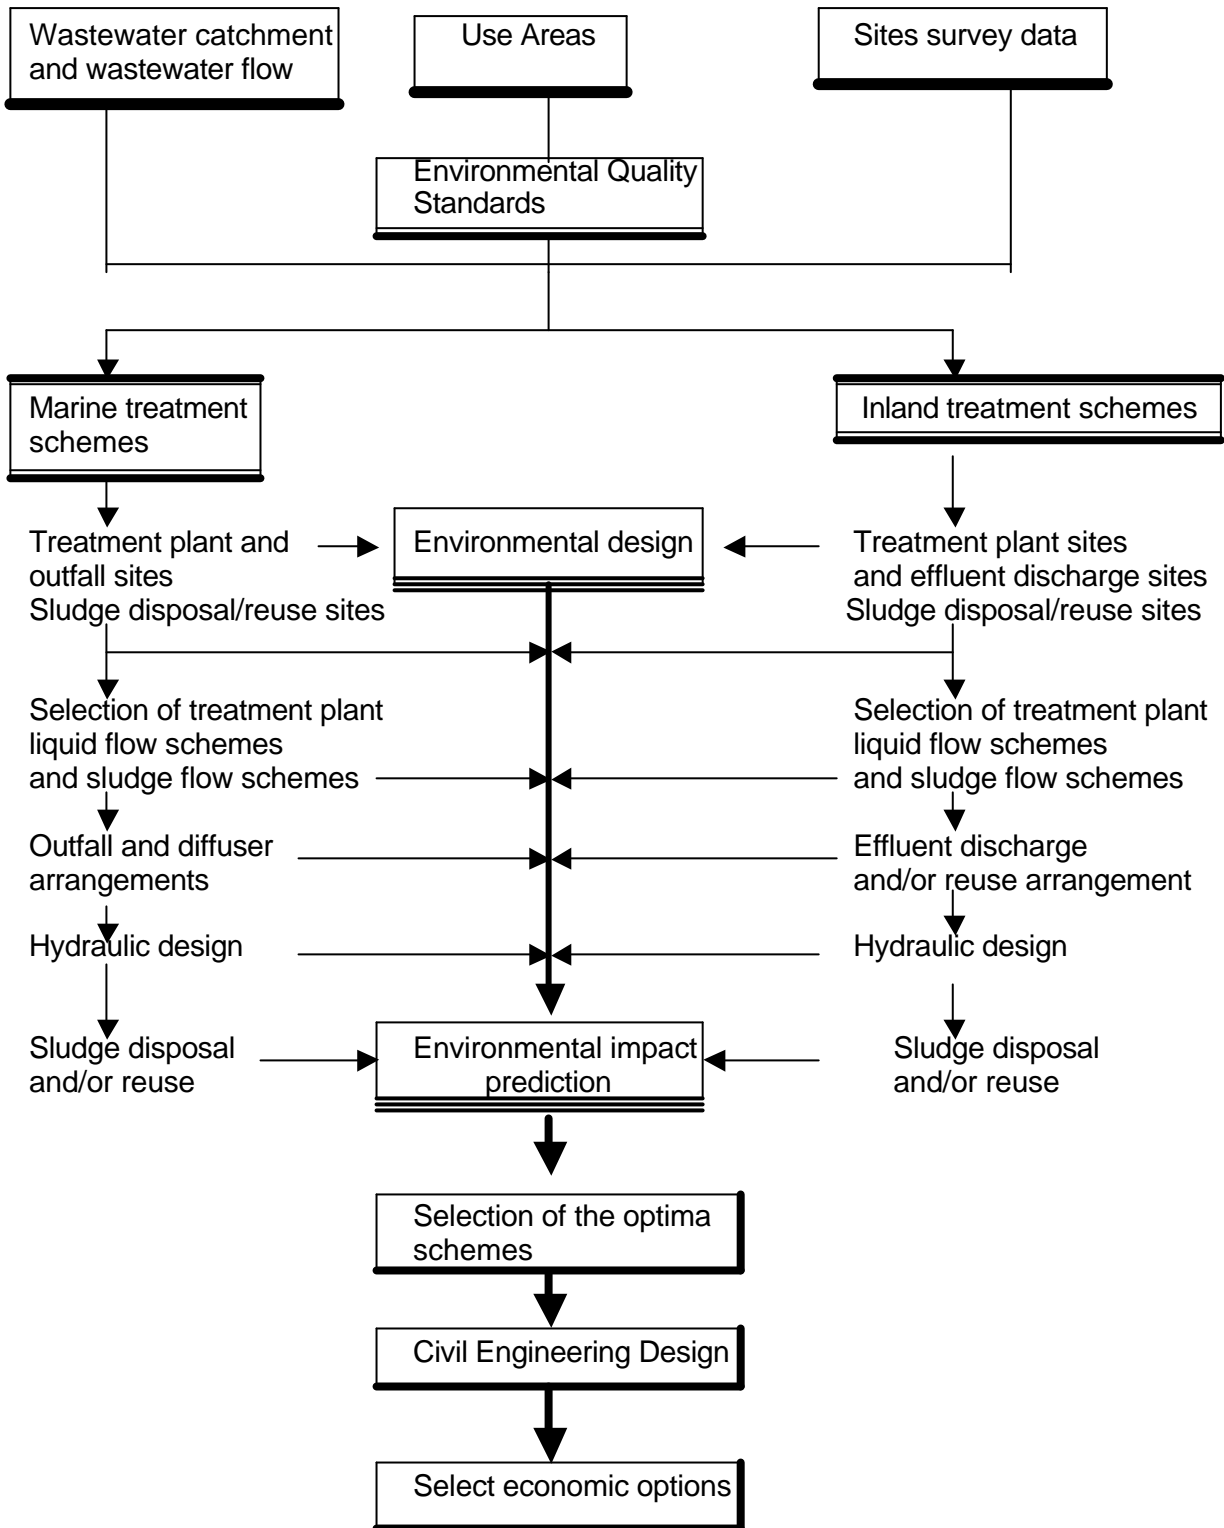 Wastewater catchment
and wastewater flow
Use Areas
Sites survey data
Environmental Quality
Standards
Marine treatment
schemes
Inland treatment schemes
Treatment plant and
outfall sites
Sludge disposal/reuse sites
Environmental design
Treatment plant sites
and effluent discharge sites
Sludge disposal/reuse sites
Selection of treatment plant
liquid flow schemes
and sludge flow schemes
Selection of treatment plant
liquid flow schemes
and sludge flow schemes
Outfall and diffuser
arrangements
Effluent discharge
and/or reuse arrangement
Hydraulic design
Hydraulic design
Sludge disposal
and/or reuse
Environmental impact
prediction
Sludge disposal
and/or reuse
Selection of the optima
schemes
Civil Engineering Design
Select economic options